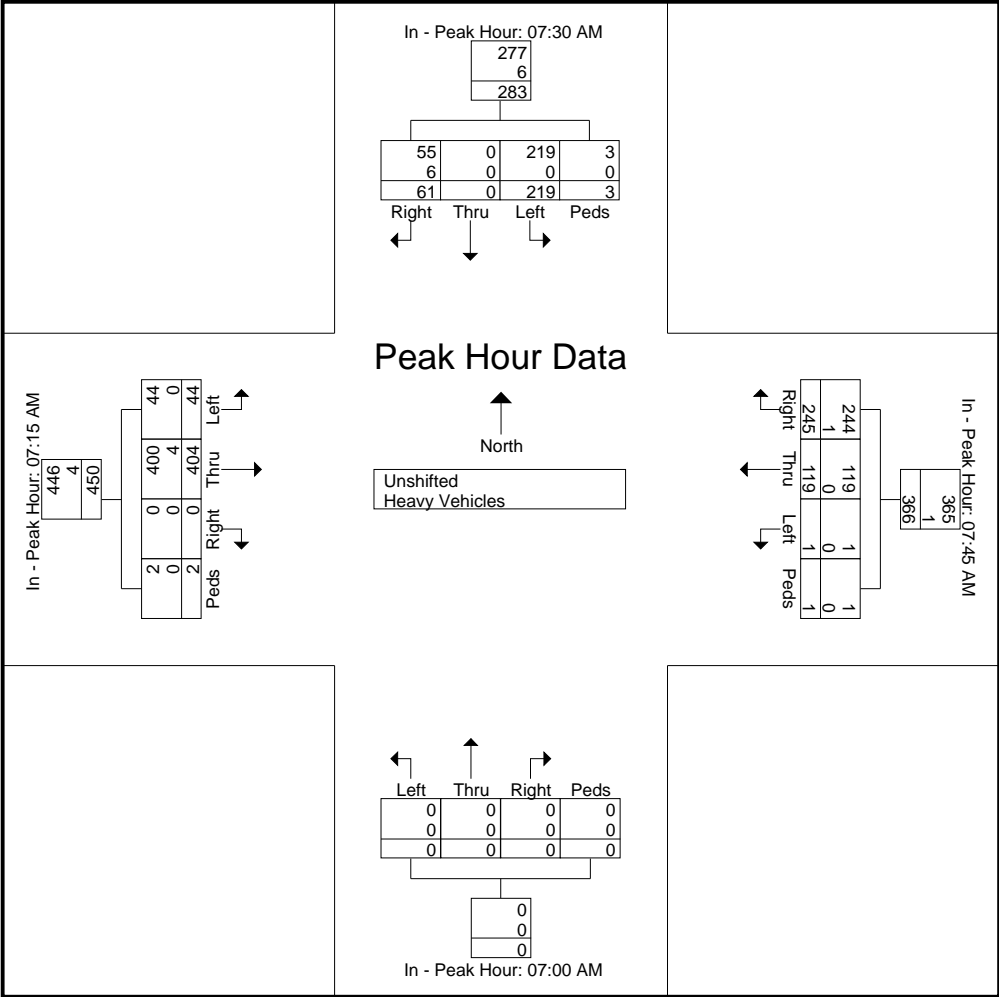 In - Peak Hour: 07:30 AM
277
6
283
55 0 219 3
6 0 0 0
61 0 219 3
Right Thru Left Peds
Peak Hour Data
North
Unshifted
Heavy Vehicles
In - Peak Hour: 07:15 AM
446
4
450
44 0 44 Left
400 4 404 Thru
0 0 0 Right
2 0 2 Peds
In - Peak Hour: 07:45 AM
365
1
366
Right 245 1 244
Thru 119 0 119
Left 1 0 1
Peds 1 0 1
Left Thru Right Peds
0 0 0 0
0 0 0 0
0 0 0 0
0
0
0
In - Peak Hour: 07:00 AM